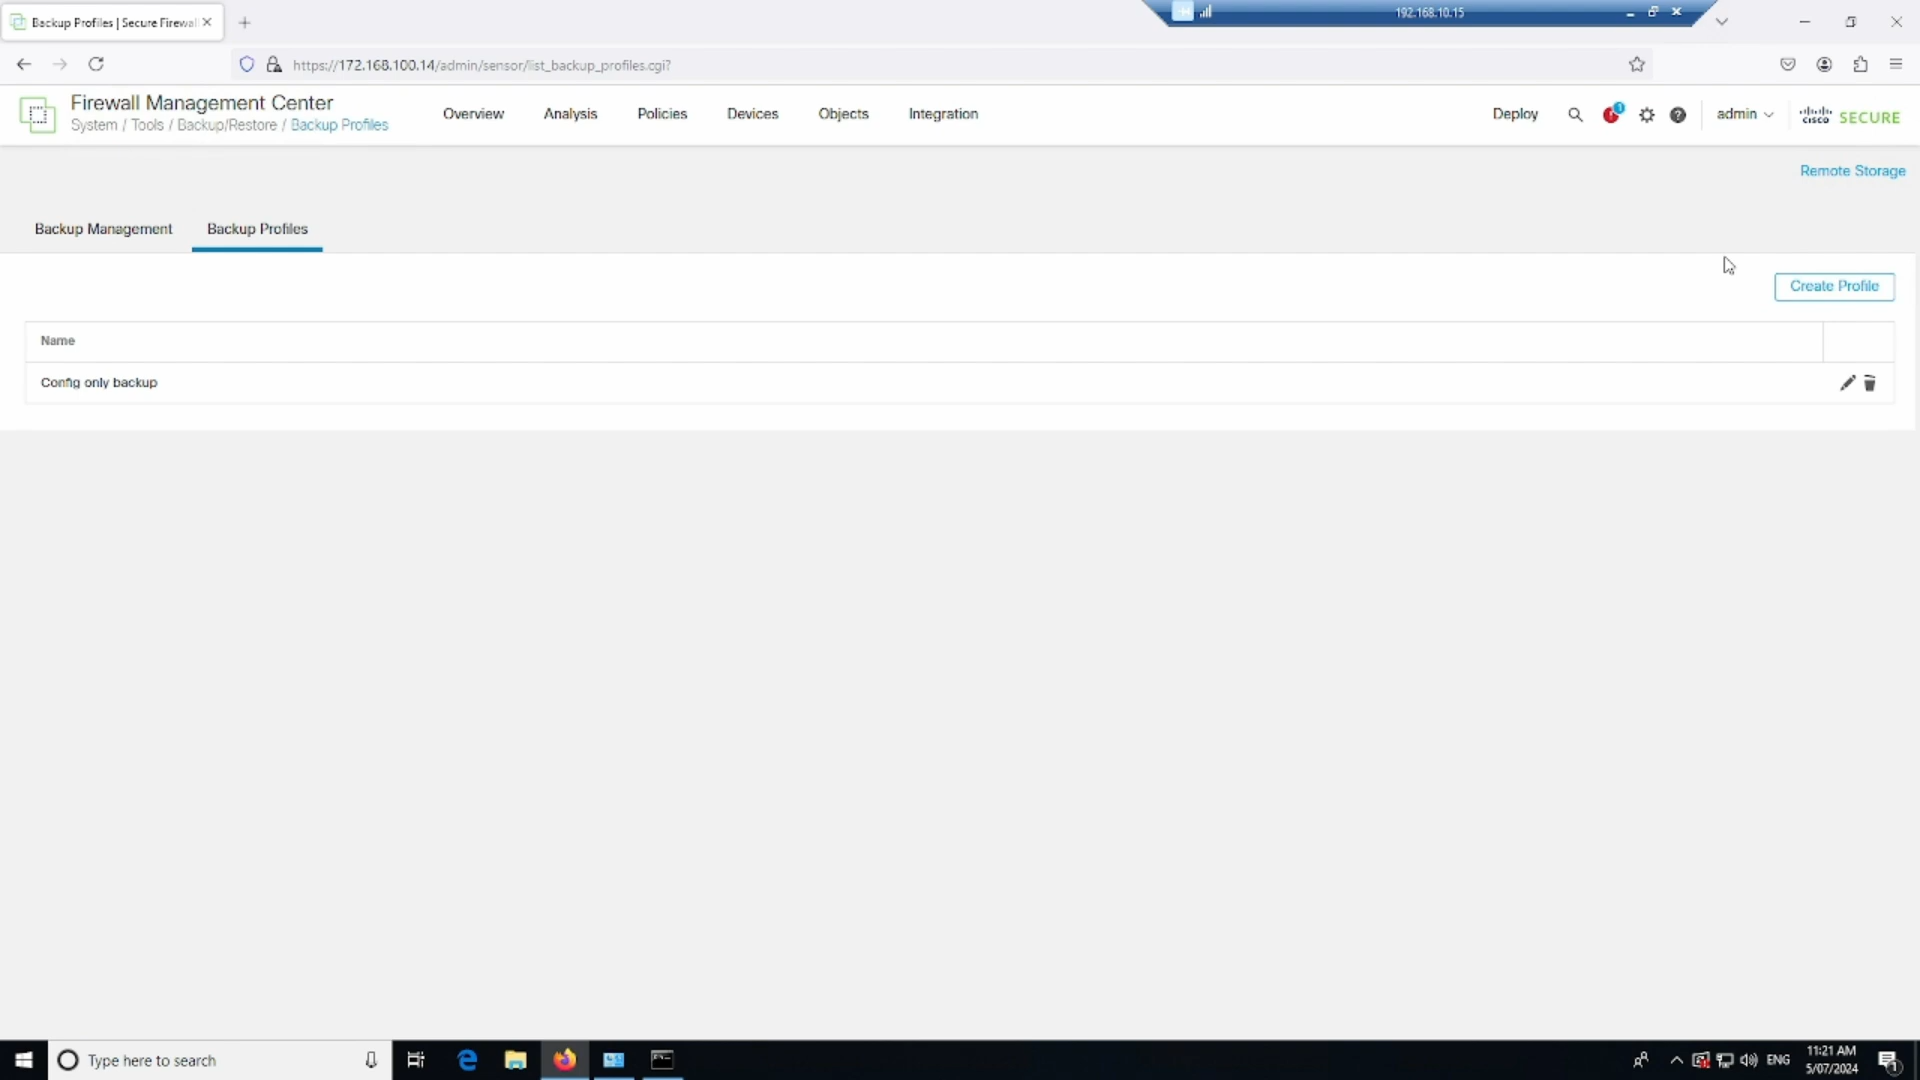 Backup Profiles | Secure Firewal
192.168.10.15
https://172.168.100.14/admin/sensor/list_backup_profiles.cgi?
Firewall Management Center
System / Tools / Backup/Restore / Backup Profiles
Overview
Analysis
Policies
Devices
Objects
Integration
Deploy
1
admin
cisco SECURE
Remote Storage
Backup Management
Backup Profiles
Create Profile
Name
Config only backup
Type here to search
ENG
11:21 AM
5/07/2024
1